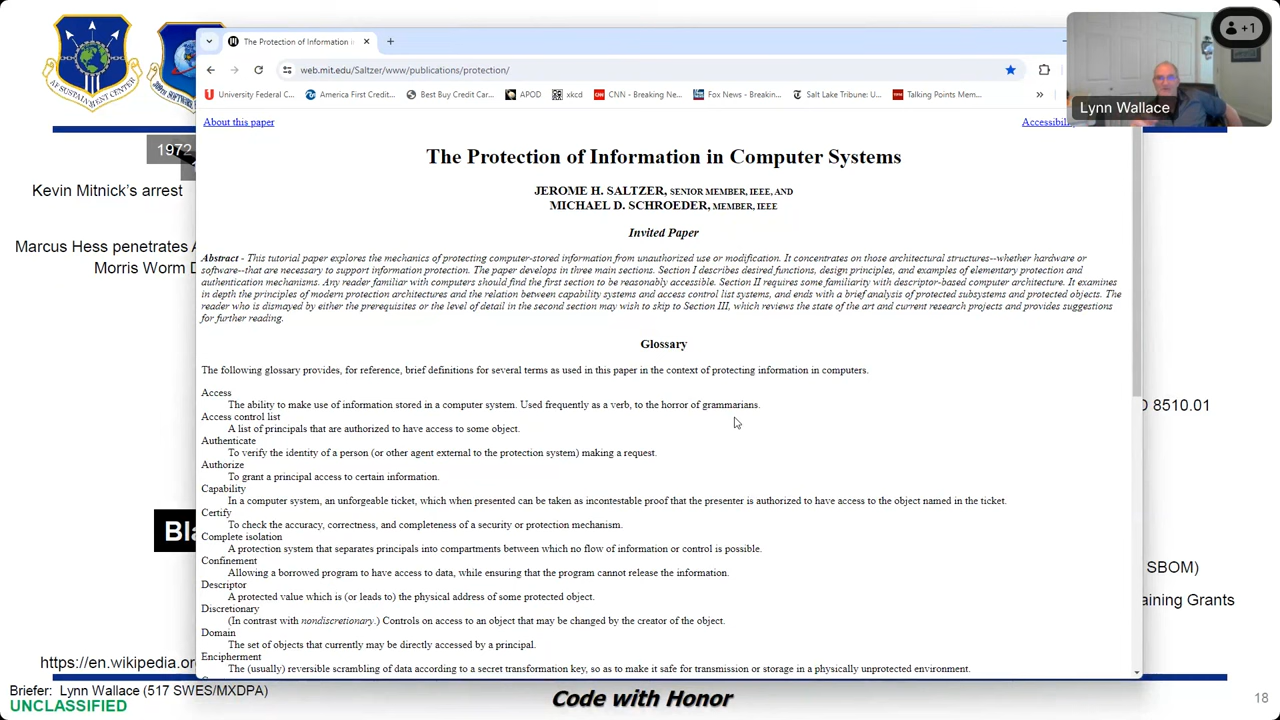 The Protection of Information i
web.mit.edu/Saltzer/www/publications/protection/
University Federal C...
America First Credit...
Best Buy Credit Car...
APOD
xkcd
CNN - Breaking Ne...
Fox News - Breakin...
Salt Lake Tribune: U...
Talking Points Mem...
+1
Lynn Wallace
AF SUSTAINMENT CENTER
1972
Kevin Mitnick's arrest
Marcus Hess penetrates
Morris Worm
Bla
https://en.wikipedia.or
About this paper
Accessibili
The Protection of Information in Computer Systems
JEROME H. SALTZER, SENIOR MEMBER, IEEE, AND
MICHAEL D. SCHROEDER, MEMBER, IEEE
Invited Paper
Abstract - This tutorial paper explores the mechanics of protecting computer-stored information from unauthorized use or modification. It concentrates on those architectural structures--whether hardware or
software--that are necessary to support information protection. The paper develops in three main sections. Section I describes desired functions, design principles, and examples of elementary protection and
authentication mechanisms. Any reader familiar with computers should find the first section to be reasonably accessible. Section II requires some familiarity with descriptor-based computer architecture. It examines
in depth the principles of modern protection architectures and the relation between capability systems and access control list systems, and ends with a brief analysis of protected subsystems and protected objects. The
reader who is dismayed by either the prerequisites or the level of detail in the second section may wish to skip to Section III, which reviews the state of the art and current research projects and provides suggestions
for further reading.
Glossary
The following glossary provides, for reference, brief definitions for several terms as used in this paper in the context of protecting information in computers.
Access
The ability to make use of information stored in a computer system. Used frequently as a verb, to the horror of grammarians.
Access control list
A list of principals that are authorized to have access to some object.
Authenticate
To verify the identity of a person (or other agent external to the protection system) making a request.
Authorize
To grant a principal access to certain information.
Capability
In a computer system, an unforgeable ticket, which when presented can be taken as incontestable proof that the presenter is authorized to have access to the object named in the ticket.
Certify
To check the accuracy, correctness, and completeness of a security or protection mechanism.
Complete isolation
A protection system that separates principals into compartments between which no flow of information or control is possible.
Confinement
Allowing a borrowed program to have access to data, while ensuring that the program cannot release the information.
Descriptor
A protected value which is (or leads to) the physical address of some protected object.
Discretionary
(In contrast with nondiscretionary.) Controls on access to an object that may be changed by the creator of the object.
Domain
The set of objects that currently may be directly accessed by a principal.
Encipherment
The (usually) reversible scrambling of data according to a secret transformation key, so as to make it safe for transmission or storage in a physically unprotected environment.
8510.01
SBOM)
aining Grants
Briefer: Lynn Wallace (517 SWES/MXDPA)
UNCLASSIFIED
Code with Honor
18